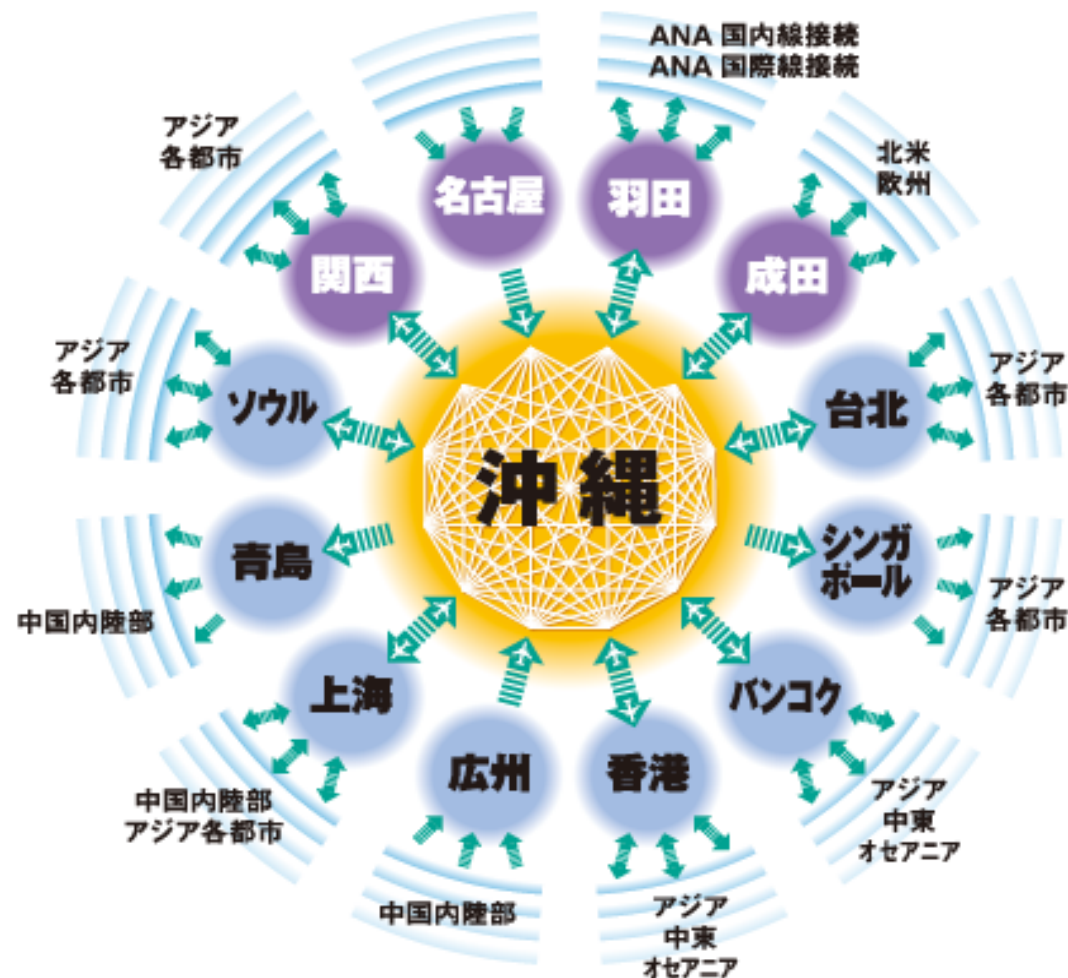 ANA 国内線接続
ANA 国際線接続
羽田
北米
欧州
成田
アジア
各都市
台北
アジア
各都市
シンガ
ポール
アジア
中東
オセアニア
バンコク
アジア
中東
オセアニア
香港
中国内陸部
広州
中国内陸部
アジア各都市
上海
中国内陸部
青島
アジア
各都市
ソウル
アジア
各都市
関西
名古屋
沖縄